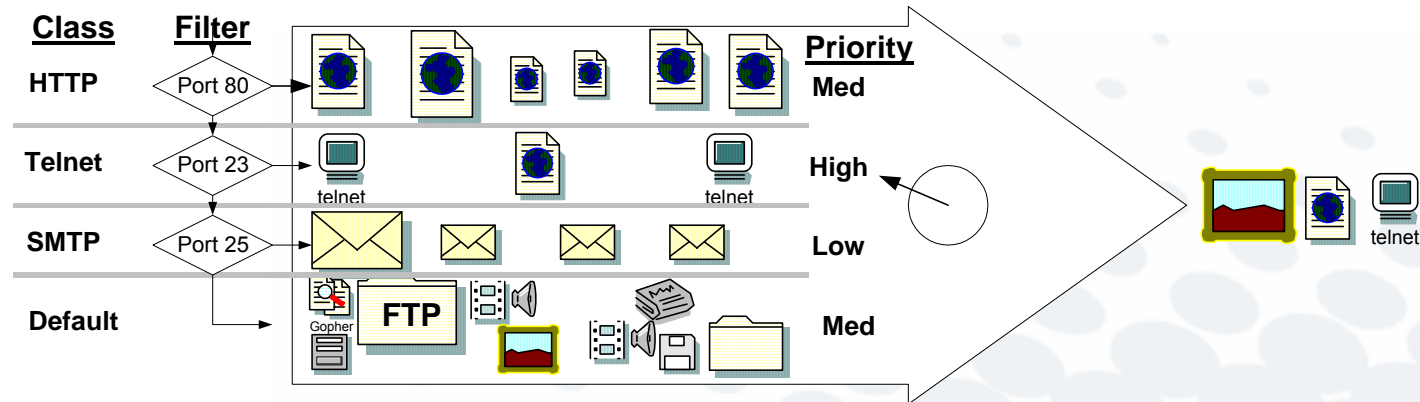 Class Filter Priority
HTTP Port 80 Med
Telnet Port 23 telnet telnet High
SMTP Port 25 Low
Default Gopher FTP Med
telnet